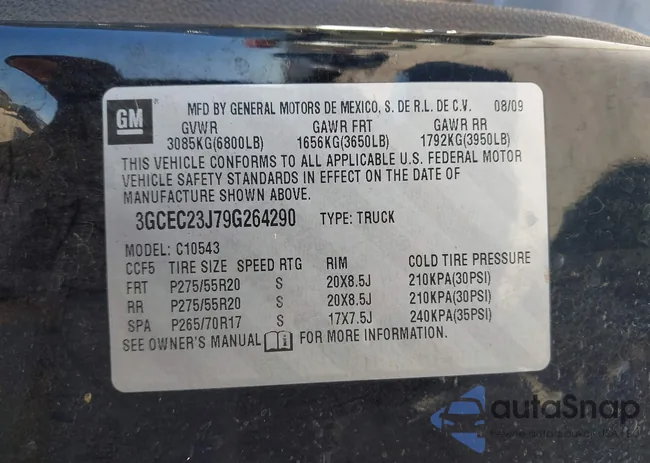 GM
MFD BY GENERAL MOTORS DE MEXICO, S. DE R.L. DE C.V. 08/09
GVWR GAWR FRT GAWR RR
3085KG(6800LB) 1656KG(3650LB) 1792KG(3950LB)
THIS VEHICLE CONFORMS TO ALL APPLICABLE U.S. FEDERAL MOTOR
VEHICLE SAFETY STANDARDS IN EFFECT ON THE DATE OF
MANUFACTURE SHOWN ABOVE.
3GCEC23J79G264290 TYPE: TRUCK
MODEL: C10543
CCF5 TIRE SIZE SPEED RTG RIM COLD TIRE PRESSURE
FRT P275/55R20 S 20X8.5J 210KPA(30PSI)
RR P275/55R20 S 20X8.5J 210KPA(30PSI)
SPA P265/70R17 S 17X7.5J 240KPA(35PSI)
SEE OWNER'S MANUAL FOR MORE INFORMATION.
autoSnap